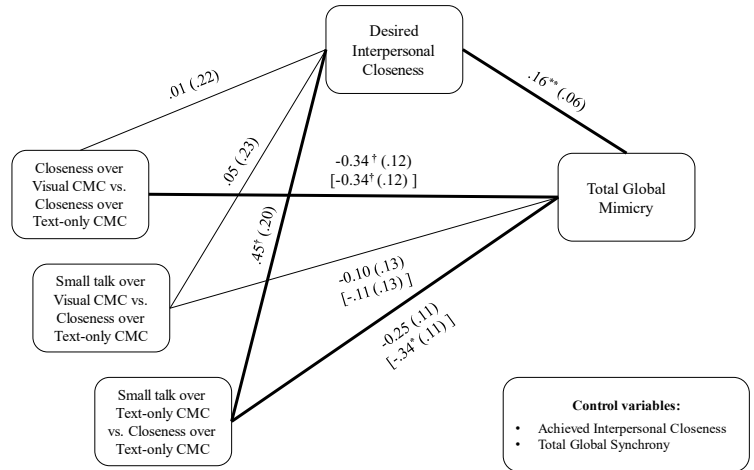 Desired
Interpersonal
Closeness
.01 (.22)
.16** (.06)
.05 (.23)
Closeness over
Visual CMC vs.
Closeness over
Text-only CMC
-0.34 † (.12)
[-0.34† (.12) ]
Total Global
Mimicry
.45† (.20)
Small talk over
Visual CMC vs.
Closeness over
Text-only CMC
-0.10 (.13)
[-.11 (.13) ]
-0.25 (.11)
[-.34* (.11) ]
Small talk over
Text-only CMC
vs. Closeness over
Text-only CMC
Control variables:
• Achieved Interpersonal Closeness
• Total Global Synchrony